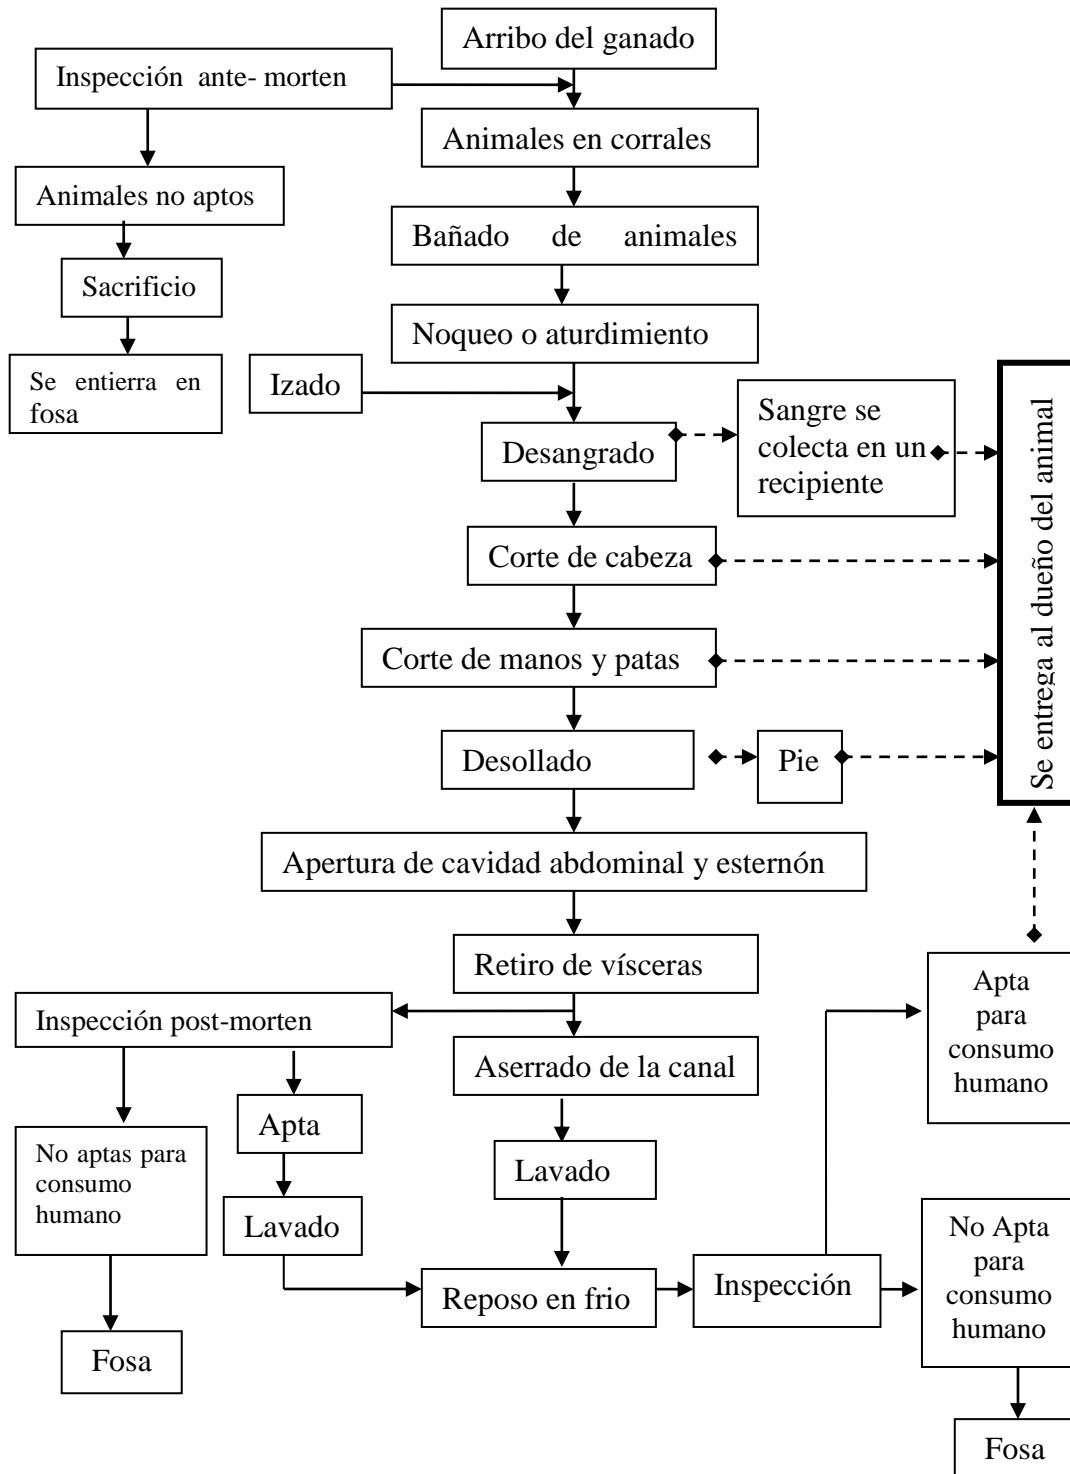 Arribo del ganado
Inspección ante- morten
Animales en corrales
Animales no aptos
Bañado de animales
Sacrificio
Noqueo o aturdimiento
Se entierra en
fosa
Izado
Desangrado
Sangre se
colecta en un
recipiente
Se entrega al dueño del animal
Corte de cabeza
Corte de manos y patas
Desollado
Pie
Apertura de cavidad abdominal y esternón
Retiro de vísceras
Inspección post-morten
Aserrado de la canal
Apta
para
consumo
humano
Apta
No aptas para
consumo
humano
Lavado
Lavado
No Apta
para
consumo
humano
Reposo en frio
Inspección
Fosa
Fosa